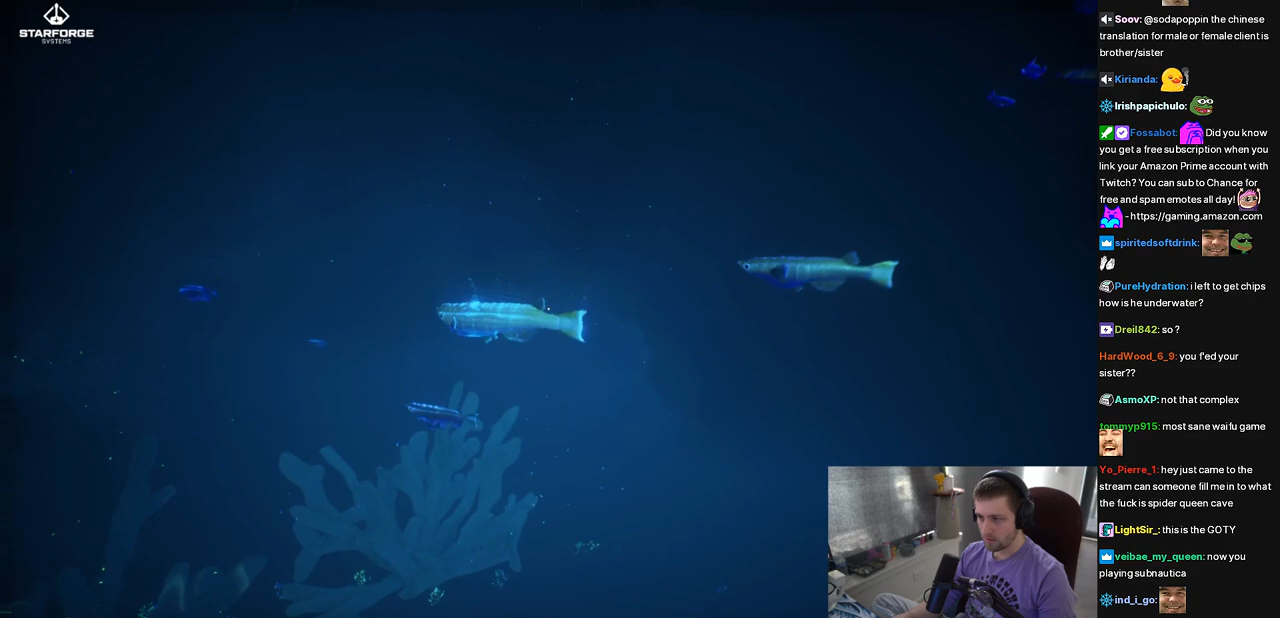 STARFORGE
SYSTEMS
Soov: @sodapoppin the chinese
translation for male or female client is
brother/sister
Kirianda:
Irishpapichulo:
Fossabot: Did you know
you get a free subscription when you
link your Amazon Prime account with
Twitch? You can sub to Chance for
free and spam emotes all day!
- https://gaming.amazon.com
spiritedsoftdrink:
PureHydration: i left to get chips
how is he underwater?
Dreil842: so ?
HardWood_6_9: you f'ed your
sister??
AsmoXP: not that complex
tommyp915: most sane waifu game
Yo_Pierre_1: hey just came to the
stream can someone fill me in to what
the fuck is spider queen cave
LightSir_: this is the GOTY
veibae_my_queen: now you
playing subnautica
ind_i_go: